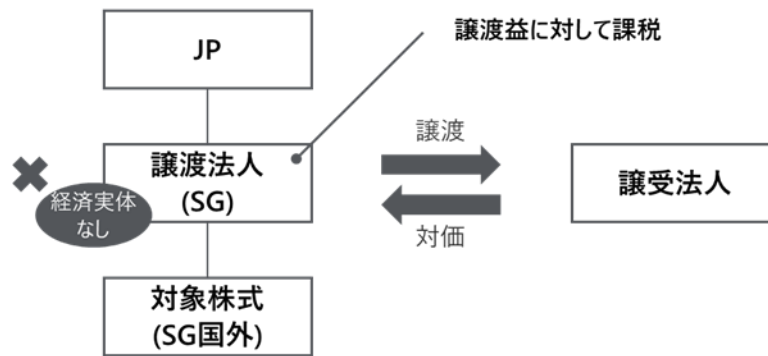 JP
譲渡益に対して課税
譲渡法人
(SG)
経済実体
なし
譲渡
対価
譲受法人
対象株式
(SG国外)